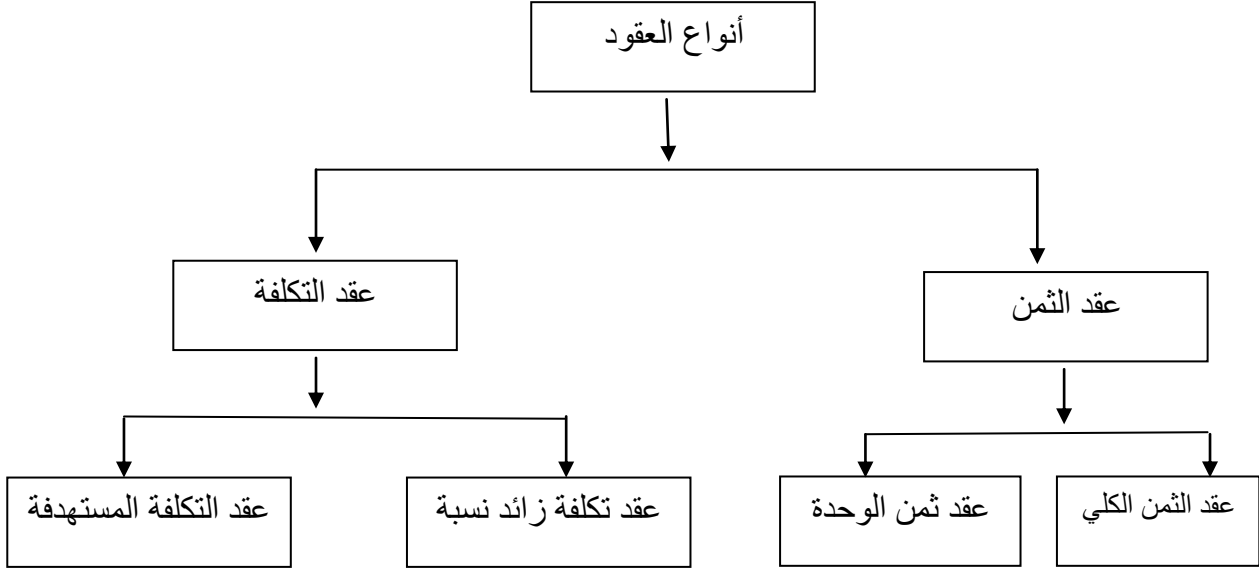 أنواع العقود
عقد الثمن
عقد التكلفة
عقد الثمن الكلي
عقد ثمن الوحدة
عقد تكلفة زائد نسبة
عقد التكلفة المستهدفة